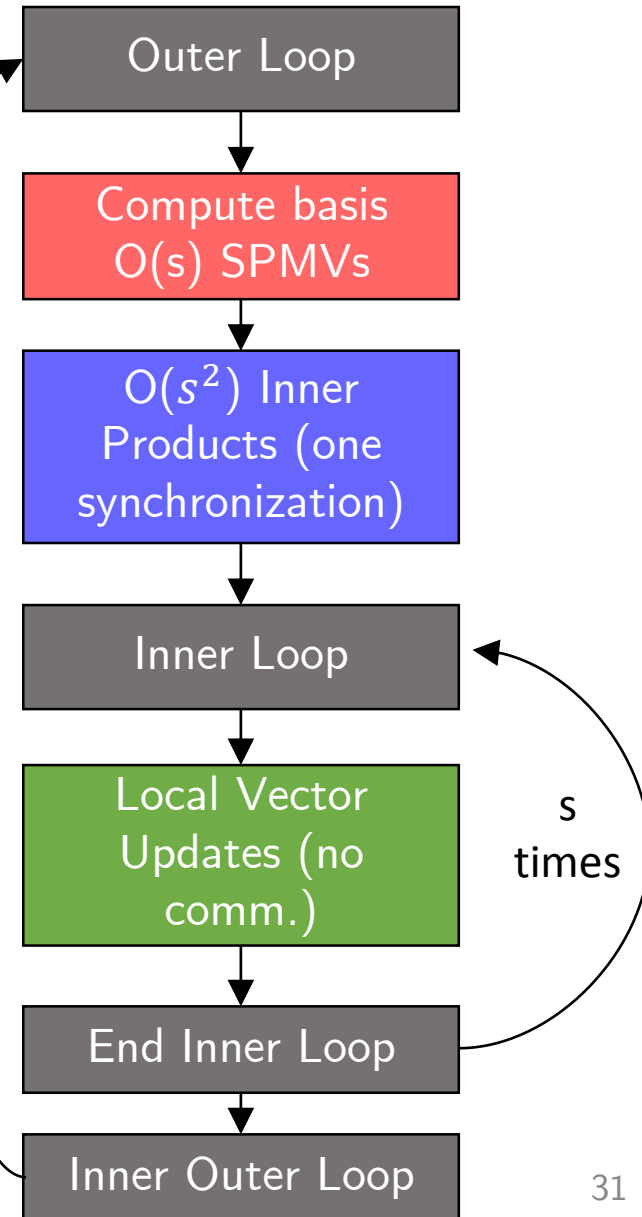 Outer Loop
Compute basis
O(s) SPMVs
O(s²) Inner
Products (one
synchronization)
Inner Loop
Local Vector
Updates (no
comm.)
s
times
End Inner Loop
Inner Outer Loop
31